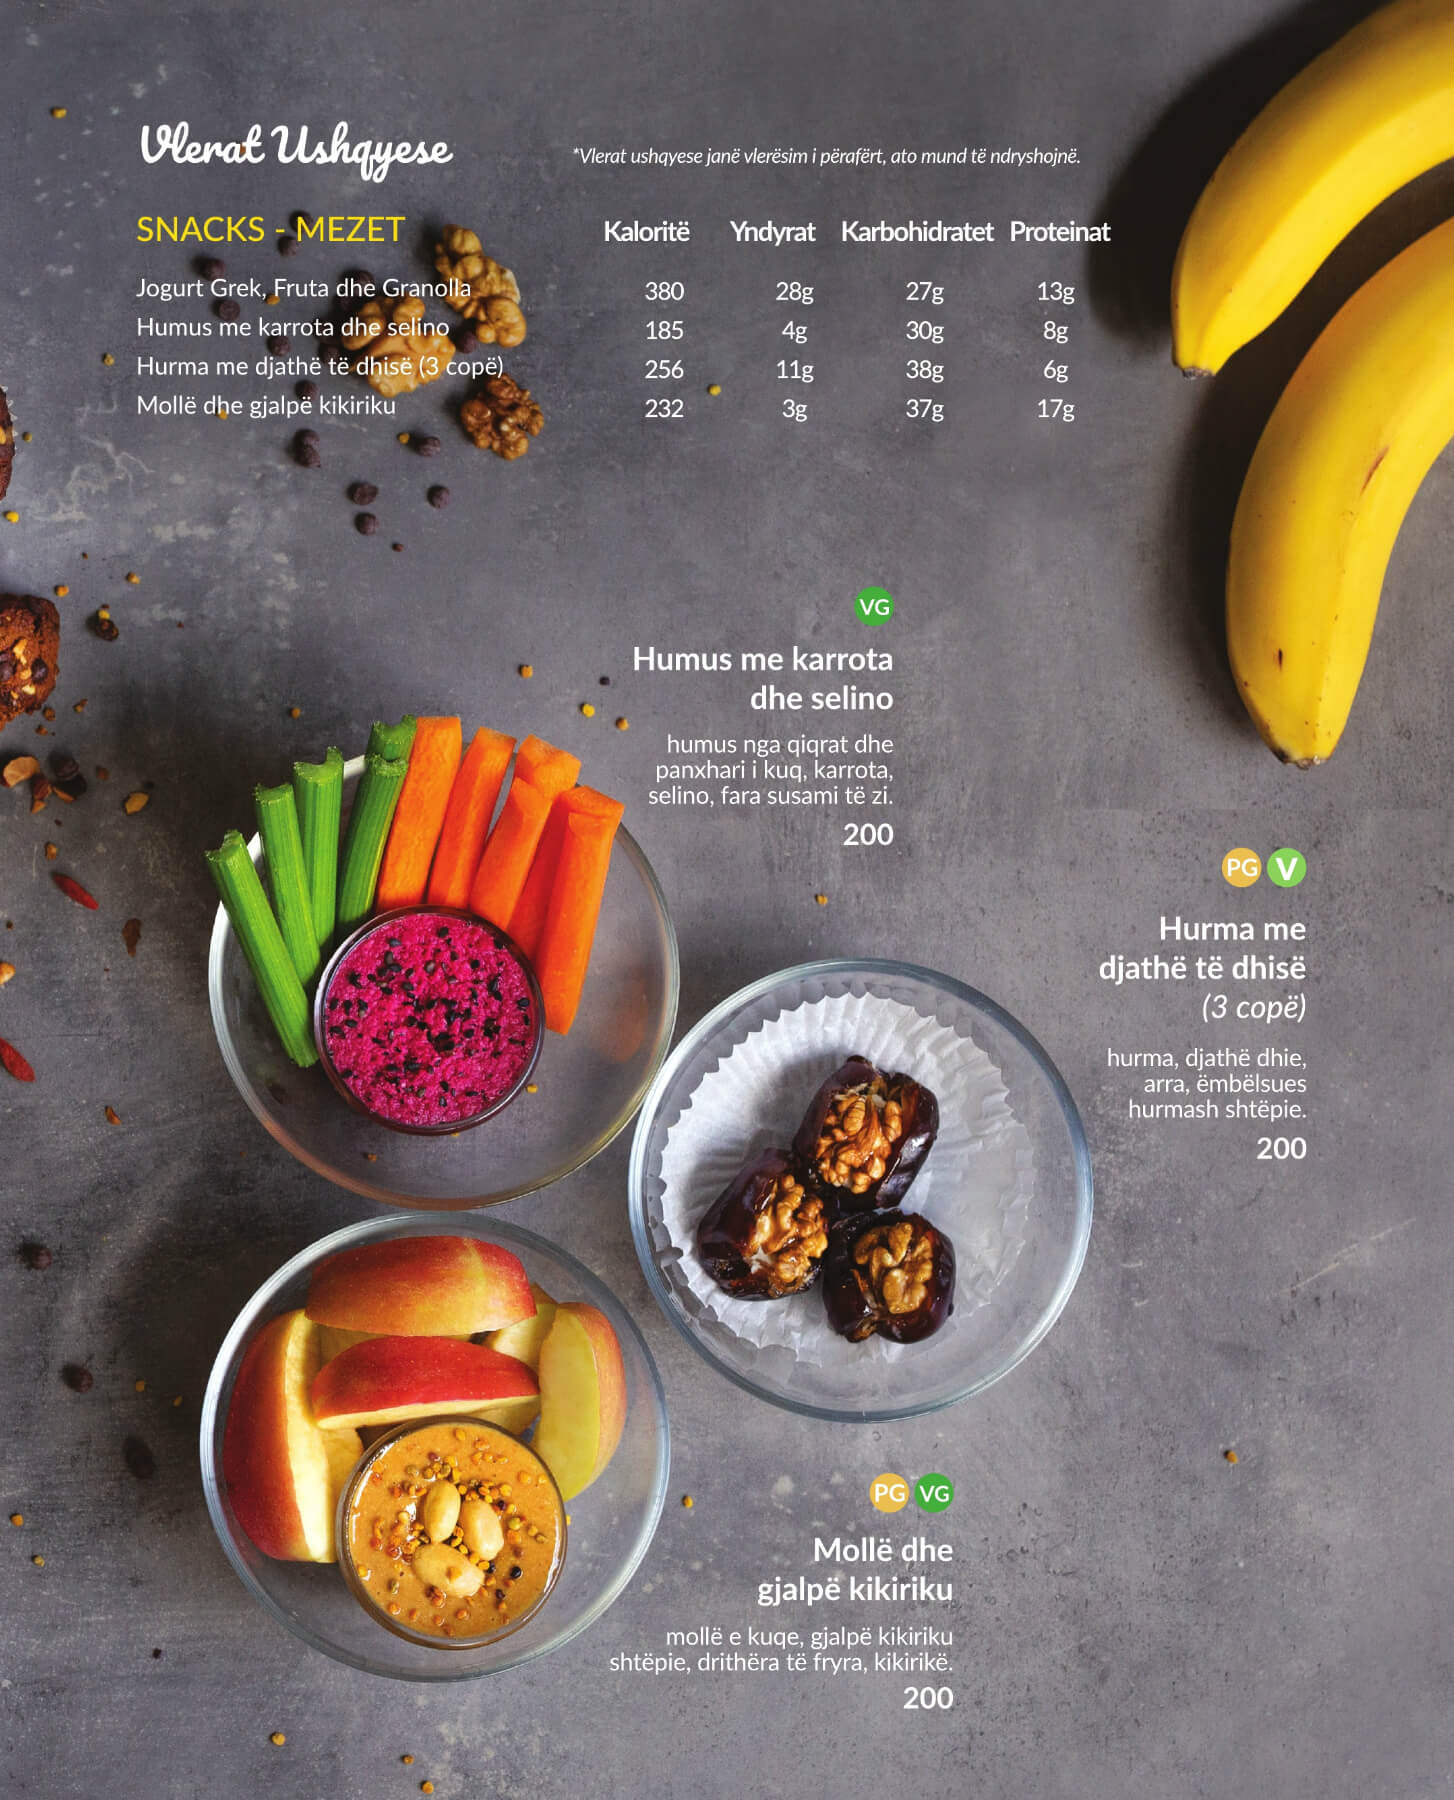 Vlerat Ushqyese
*Vlerat ushqyese janë vlerësim i përafërt, ato mund të ndryshojnë.
SNACKS - MEZET Kaloritë Yndyrat Karbohidratet Proteinat
Jogurt Grek, Fruta dhe Granolla 380 28g 27g 13g
Humus me karrota dhe selino 185 4g 30g 8g
Hurma me djathë të dhisë (3 copë) 256 11g 38g 6g
Mollë dhe gjalpë kikiriku 232 3g 37g 17g
VG
Humus me karrota
dhe selino
humus nga qiqrat dhe
panxhari i kuq, karrota,
selino, fara susami të zi.
200
PG V
Hurma me
djathë të dhisë
(3 copë)
hurma, djathë dhie,
arra, ëmbëlsues
hurmash shtëpie.
200
PG VG
Mollë dhe
gjalpë kikiriku
mollë e kuqe, gjalpë kikiriku
shtëpie, drithëra të fryra, kikirikë.
200